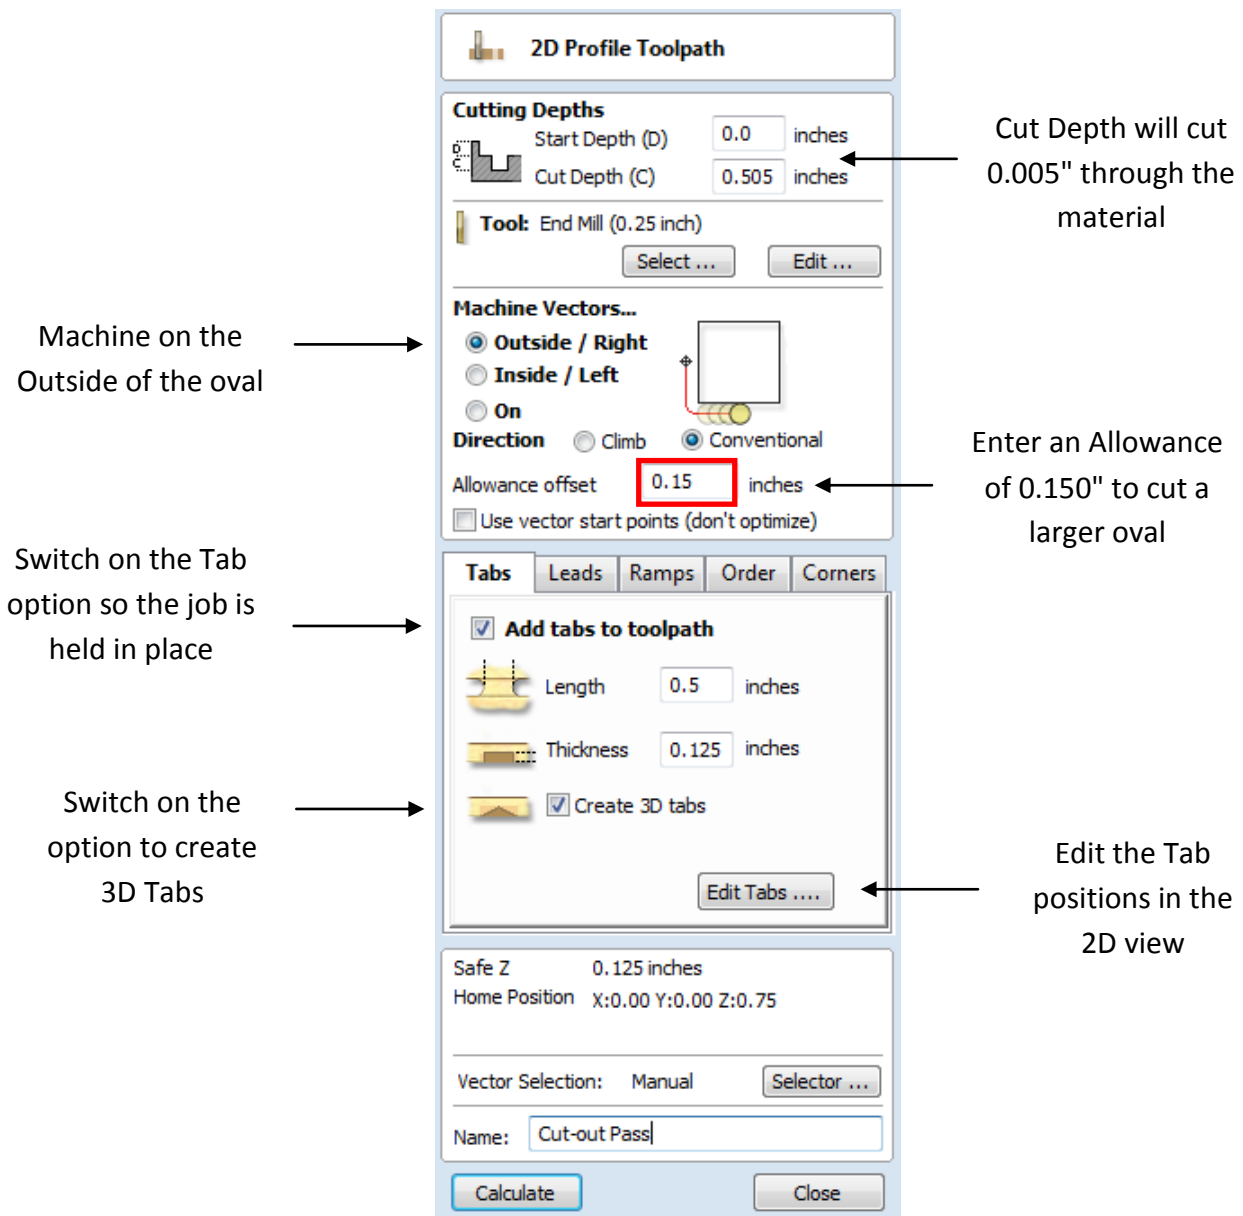 2D Profile Toolpath
Cutting Depths
D
C
Start Depth (D) 0.0 inches
Cut Depth (C) 0.505 inches
Cut Depth will cut
0.005" through the
material
Tool: End Mill (0.25 inch)
Select ... Edit ...
Machine Vectors...
Outside / Right
Inside / Left
On
Machine on the
Outside of the oval
Direction Climb Conventional
Allowance offset 0.15 inches
Use vector start points (don't optimize)
Enter an Allowance
of 0.150" to cut a
larger oval
Tabs Leads Ramps Order Corners
Add tabs to toolpath
Switch on the Tab
option so the job is
held in place
Length 0.5 inches
Thickness 0.125 inches
Create 3D tabs
Switch on the
option to create
3D Tabs
Edit Tabs ....
Edit the Tab
positions in the
2D view
Safe Z 0.125 inches
Home Position X:0.00 Y:0.00 Z:0.75
Vector Selection: Manual Selector ...
Name: Cut-out Pass
Calculate Close